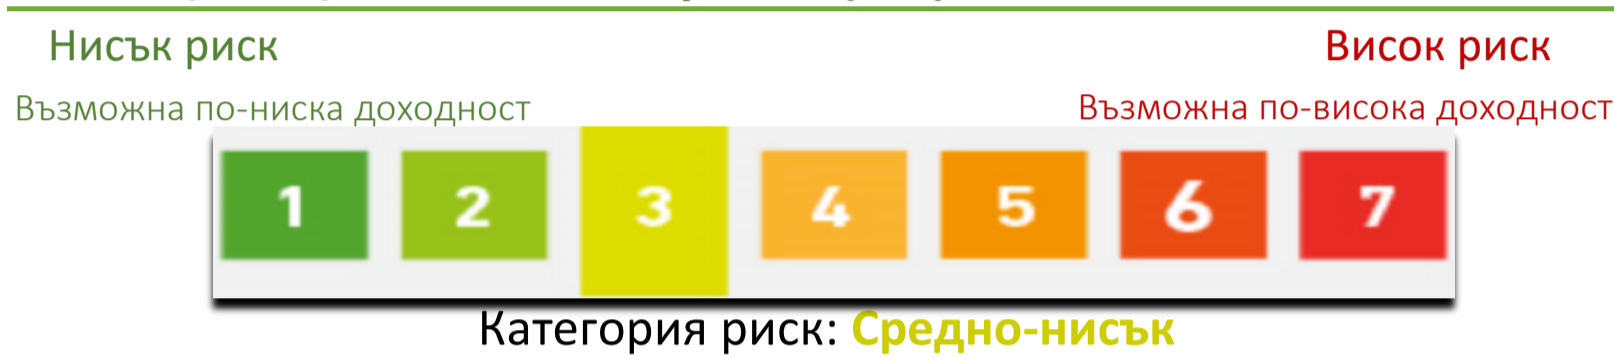 Нисък риск Висок риск
Възможна по-ниска доходност Възможна по-висока доходност
1 2 3 4 5 6 7
Категория риск: Средно-нисък